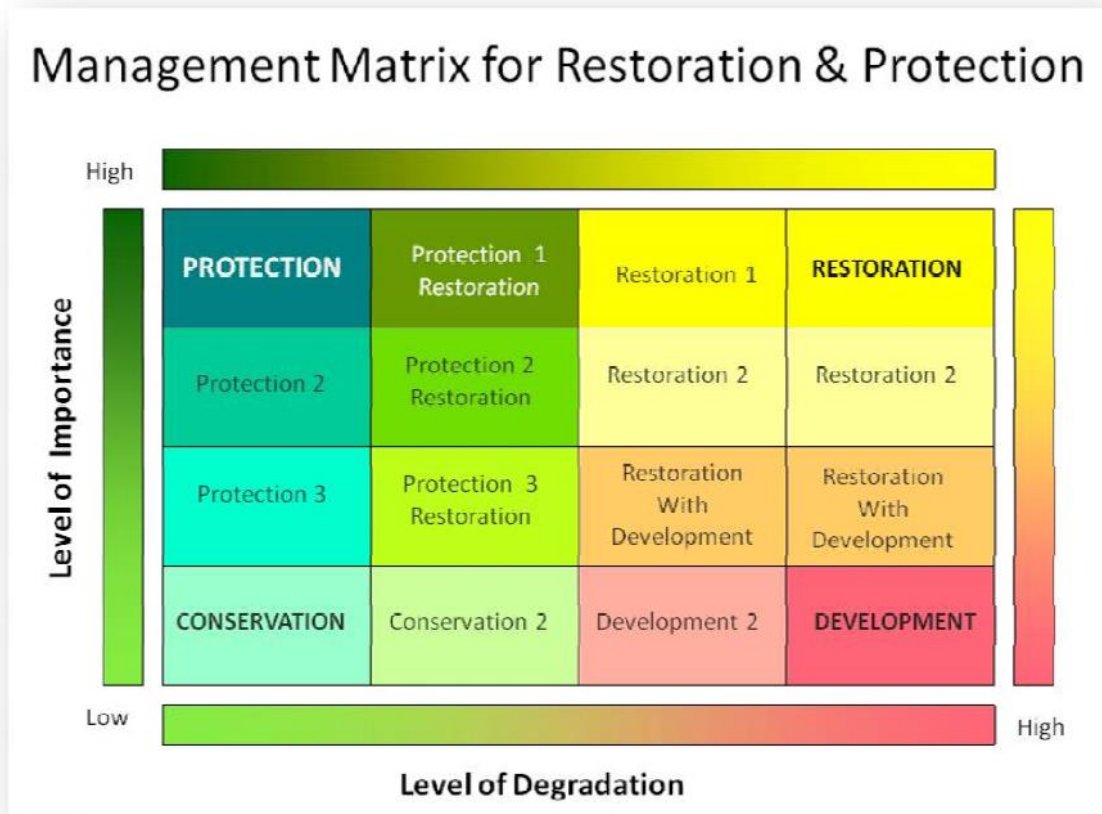 Management Matrix for Restoration & Protection
High
PROTECTION
Protection 1
Restoration
Restoration 1
RESTORATION
Protection 2
Protection 2
Restoration
Restoration 2
Restoration 2
Protection 3
Protection 3
Restoration
Restoration
With
Development
Restoration
With
Development
CONSERVATION
Conservation 2
Development 2
DEVELOPMENT
Level of Importance
Low
High
Level of Degradation